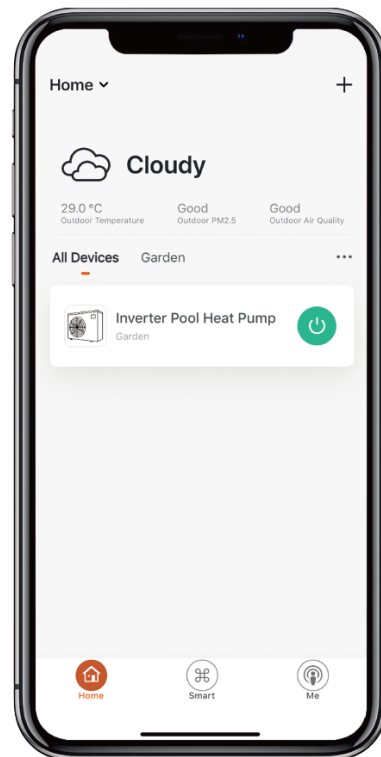 Home
Cloudy
29.0 °C Good Good
Outdoor Temperature Outdoor PM2.5 Outdoor Air Quality
All Devices Garden
Inverter Pool Heat Pump
Garden
Home Smart Me